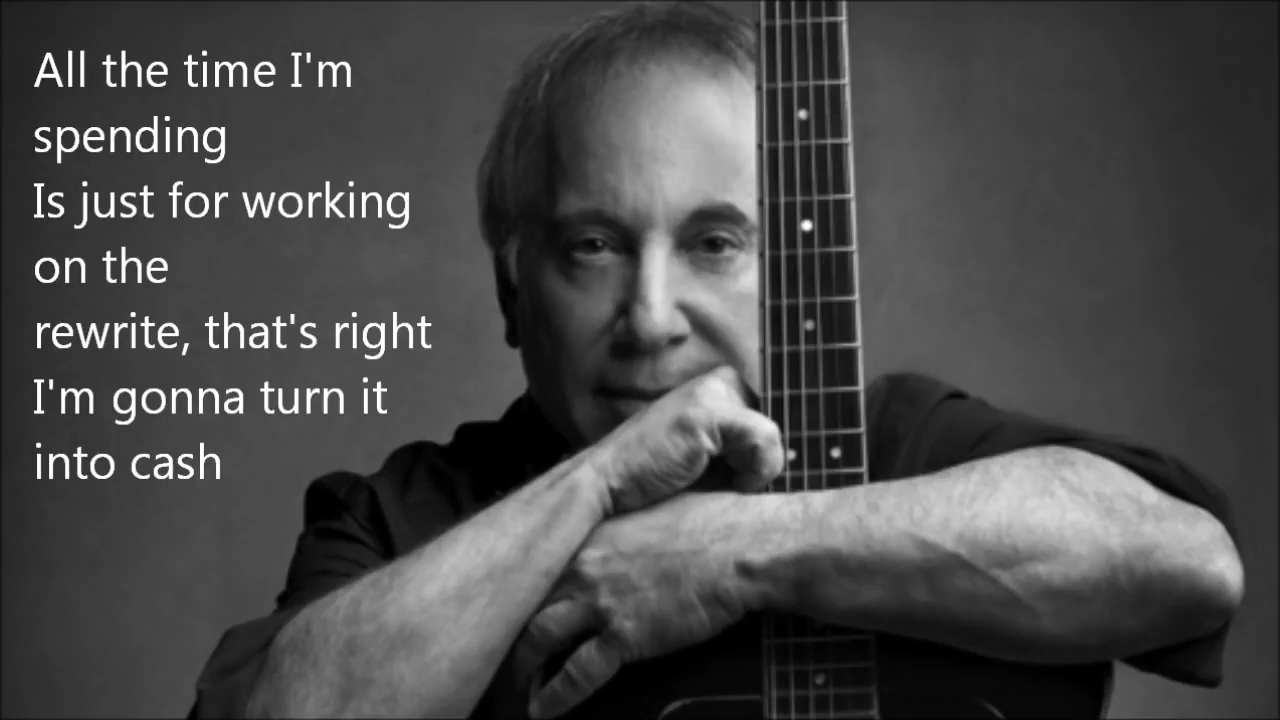 All the time I'm
spending
Is just for working
on the
rewrite, that's right
I'm gonna turn it
into cash